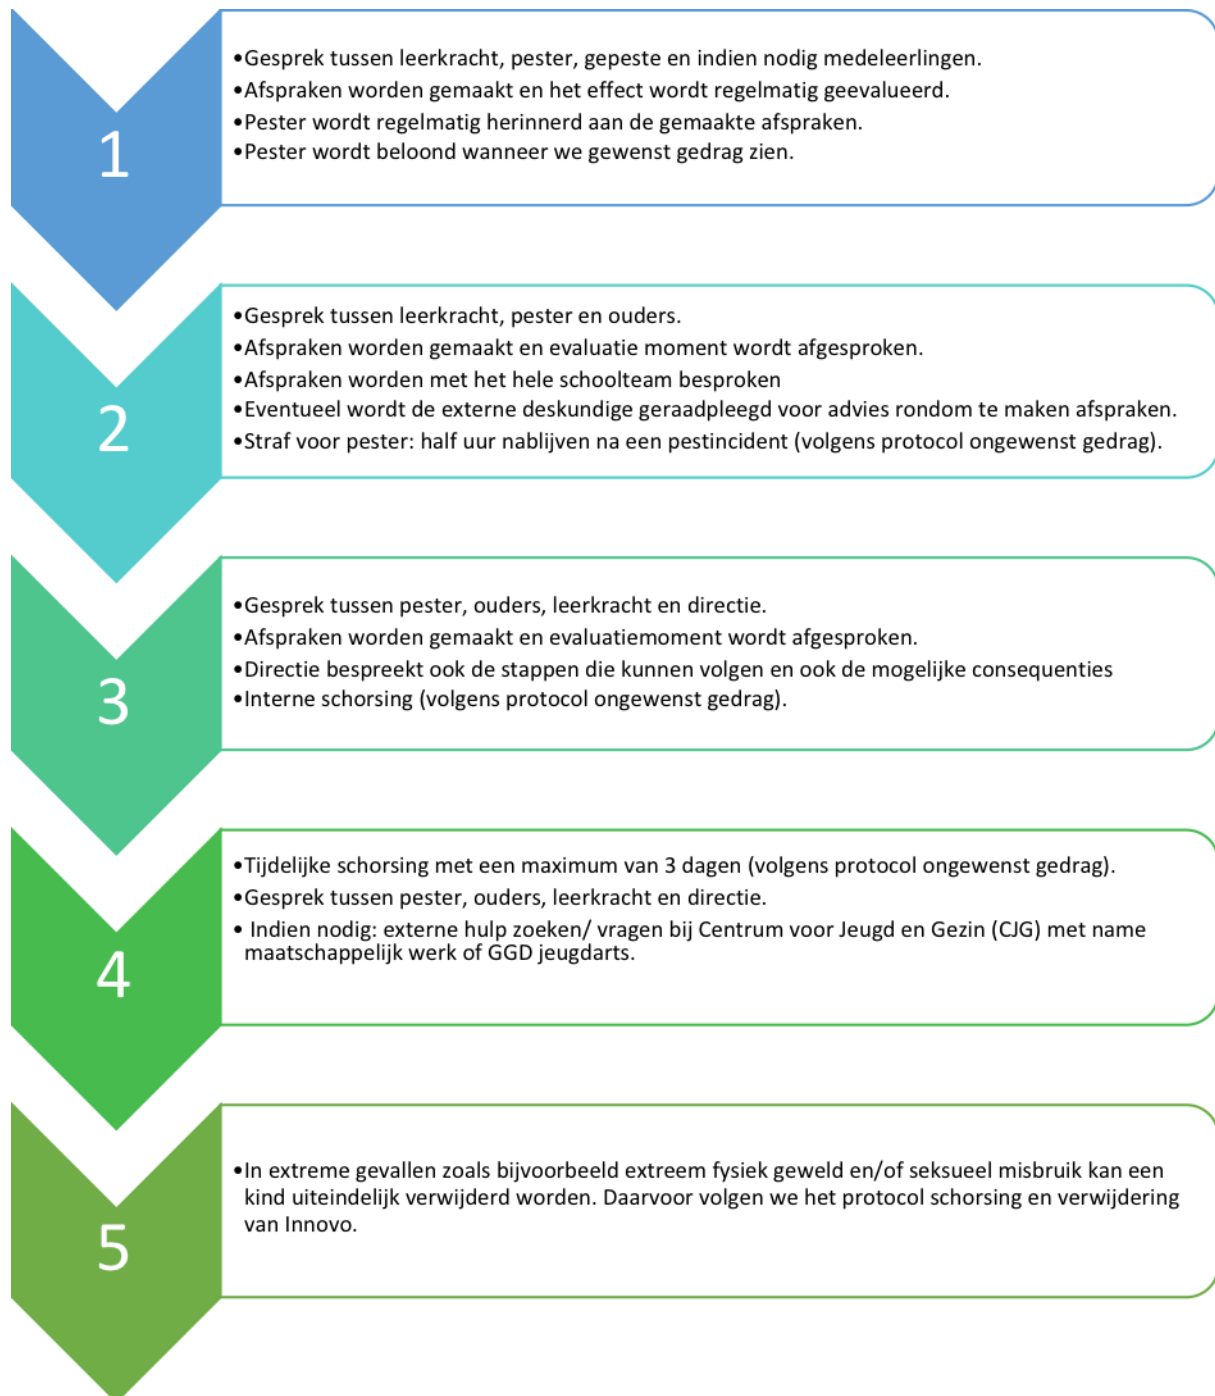 1
•Gesprek tussen leerkracht, pester, gepeste en indien nodig medeleerlingen.
•Afspraken worden gemaakt en het effect wordt regelmatig geevalueerd.
•Pester wordt regelmatig herinnerd aan de gemaakte afspraken.
•Pester wordt beloond wanneer we gewenst gedrag zien.
2
•Gesprek tussen leerkracht, pester en ouders.
•Afspraken worden gemaakt en evaluatie moment wordt afgesproken.
•Afspraken worden met het hele schoolteam besproken
•Eventueel wordt de externe deskundige geraadpleegd voor advies rondom te maken afspraken.
•Straf voor pester: half uur nablijven na een pestincident (volgens protocol ongewenst gedrag).
3
•Gesprek tussen pester, ouders, leerkracht en directie.
•Afspraken worden gemaakt en evaluatiemoment wordt afgesproken.
•Directie bespreekt ook de stappen die kunnen volgen en ook de mogelijke consequenties
•Interne schorsing (volgens protocol ongewenst gedrag).
4
•Tijdelijke schorsing met een maximum van 3 dagen (volgens protocol ongewenst gedrag).
•Gesprek tussen pester, ouders, leerkracht en directie.
• Indien nodig: externe hulp zoeken/ vragen bij Centrum voor Jeugd en Gezin (CJG) met name
maatschappelijk werk of GGD jeugdarts.
5
•In extreme gevallen zoals bijvoorbeeld extreem fysiek geweld en/of seksueel misbruik kan een
kind uiteindelijk verwijderd worden. Daarvoor volgen we het protocol schorsing en verwijdering
van Innovo.